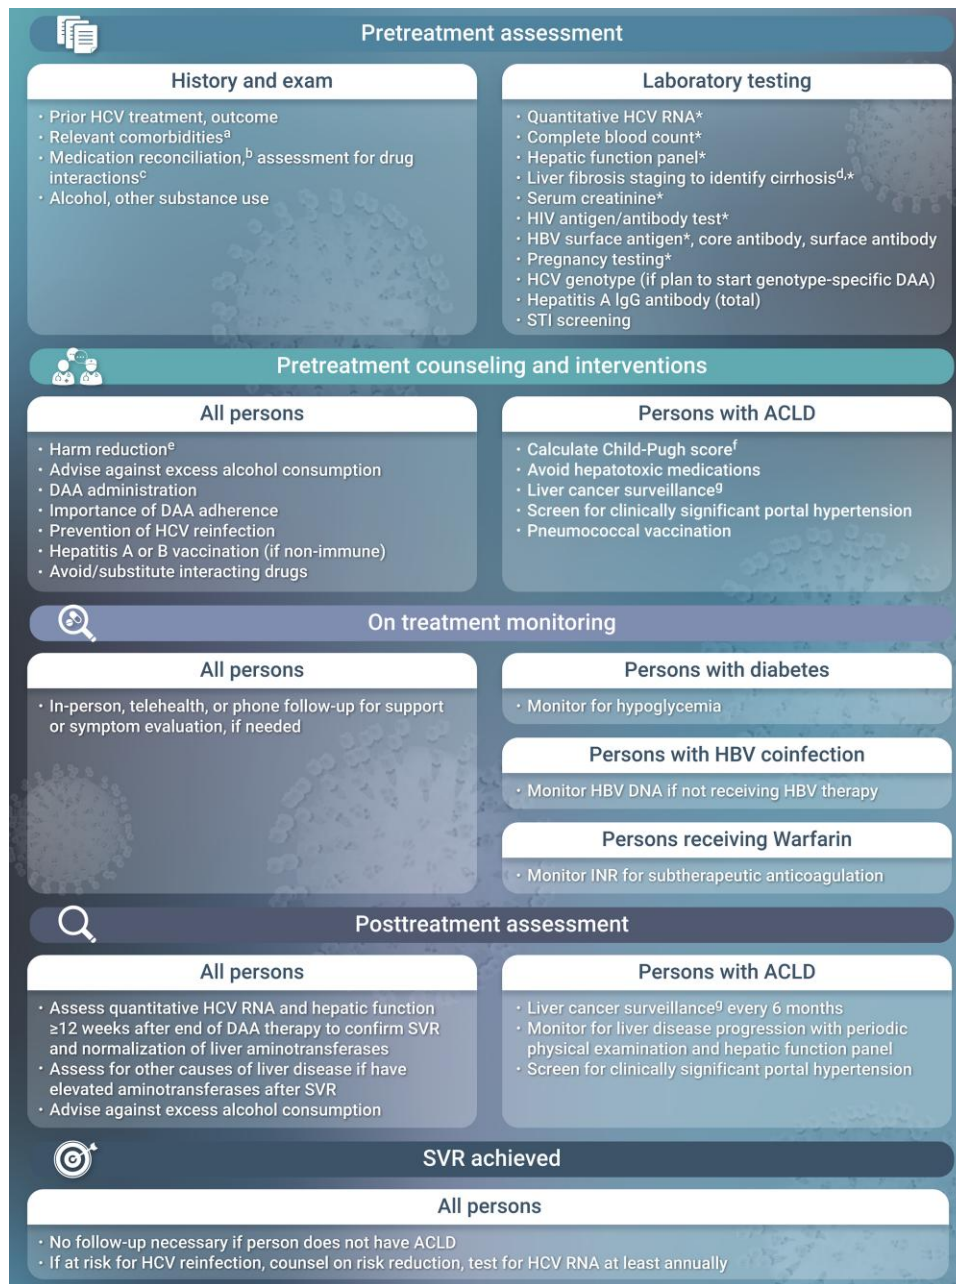 Pretreatment assessment
History and exam
· Prior HCV treatment, outcome
· Relevant comorbiditiesᵃ
· Medication reconciliation,ᵇ assessment for drug
interactionsᶜ
· Alcohol, other substance use
Laboratory testing
· Quantitative HCV RNA*
· Complete blood count*
· Hepatic function panel*
· Liver fibrosis staging to identify cirrhosisᵈ,*
· Serum creatinine*
· HIV antigen/antibody test*
· HBV surface antigen*, core antibody, surface antibody
· Pregnancy testing*
· HCV genotype (if plan to start genotype-specific DAA)
· Hepatitis A IgG antibody (total)
· STI screening
Pretreatment counseling and interventions
All persons
· Harm reductionᵉ
· Advise against excess alcohol consumption
· DAA administration
· Importance of DAA adherence
· Prevention of HCV reinfection
· Hepatitis A or B vaccination (if non-immune)
· Avoid/substitute interacting drugs
Persons with ACLD
· Calculate Child-Pugh scoreᶠ
· Avoid hepatotoxic medications
· Liver cancer surveillanceᵍ
· Screen for clinically significant portal hypertension
· Pneumococcal vaccination
On treatment monitoring
All persons
· In-person, telehealth, or phone follow-up for support
or symptom evaluation, if needed
Persons with diabetes
· Monitor for hypoglycemia
Persons with HBV coinfection
· Monitor HBV DNA if not receiving HBV therapy
Persons receiving Warfarin
· Monitor INR for subtherapeutic anticoagulation
Posttreatment assessment
All persons
· Assess quantitative HCV RNA and hepatic function
≥12 weeks after end of DAA therapy to confirm SVR
and normalization of liver aminotransferases
· Assess for other causes of liver disease if have
elevated aminotransferases after SVR
· Advise against excess alcohol consumption
Persons with ACLD
· Liver cancer surveillanceᵍ every 6 months
· Monitor for liver disease progression with periodic
physical examination and hepatic function panel
· Screen for clinically significant portal hypertension
SVR achieved
All persons
· No follow-up necessary if person does not have ACLD
· If at risk for HCV reinfection, counsel on risk reduction, test for HCV RNA at least annually